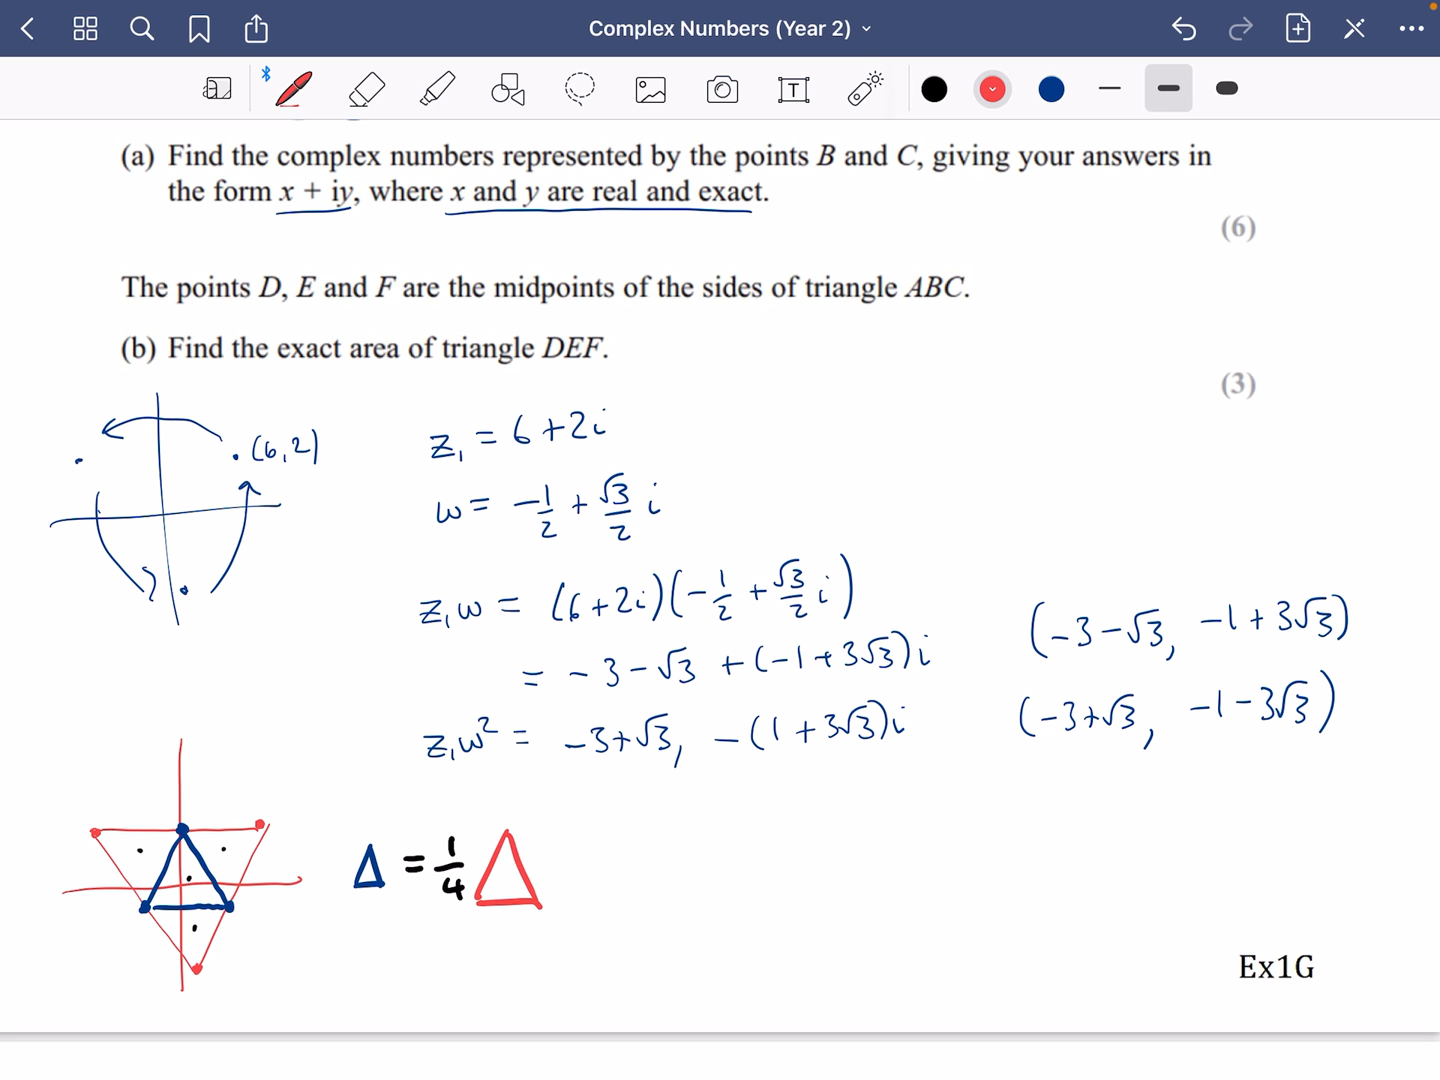 Complex Numbers (Year 2)
a
T
(a) Find the complex numbers represented by the points B and C, giving your answers in
the form x + iy, where x and y are real and exact.
(6)
The points D, E and F are the midpoints of the sides of triangle ABC.
(b) Find the exact area of triangle DEF.
(3)
(6,2)
z₁ = 6+2i
w = -1/2 + √3/2 i
z₁w = (6+2i)(-1/2 + √3/2 i)
= -3-√3 +(-1+3√3)i
(-3-√3, -1+3√3)
z₁w² = -3+√3, -(1+3√3)i
(-3+√3, -1-3√3)
Δ = 1/4 Δ
Ex1G